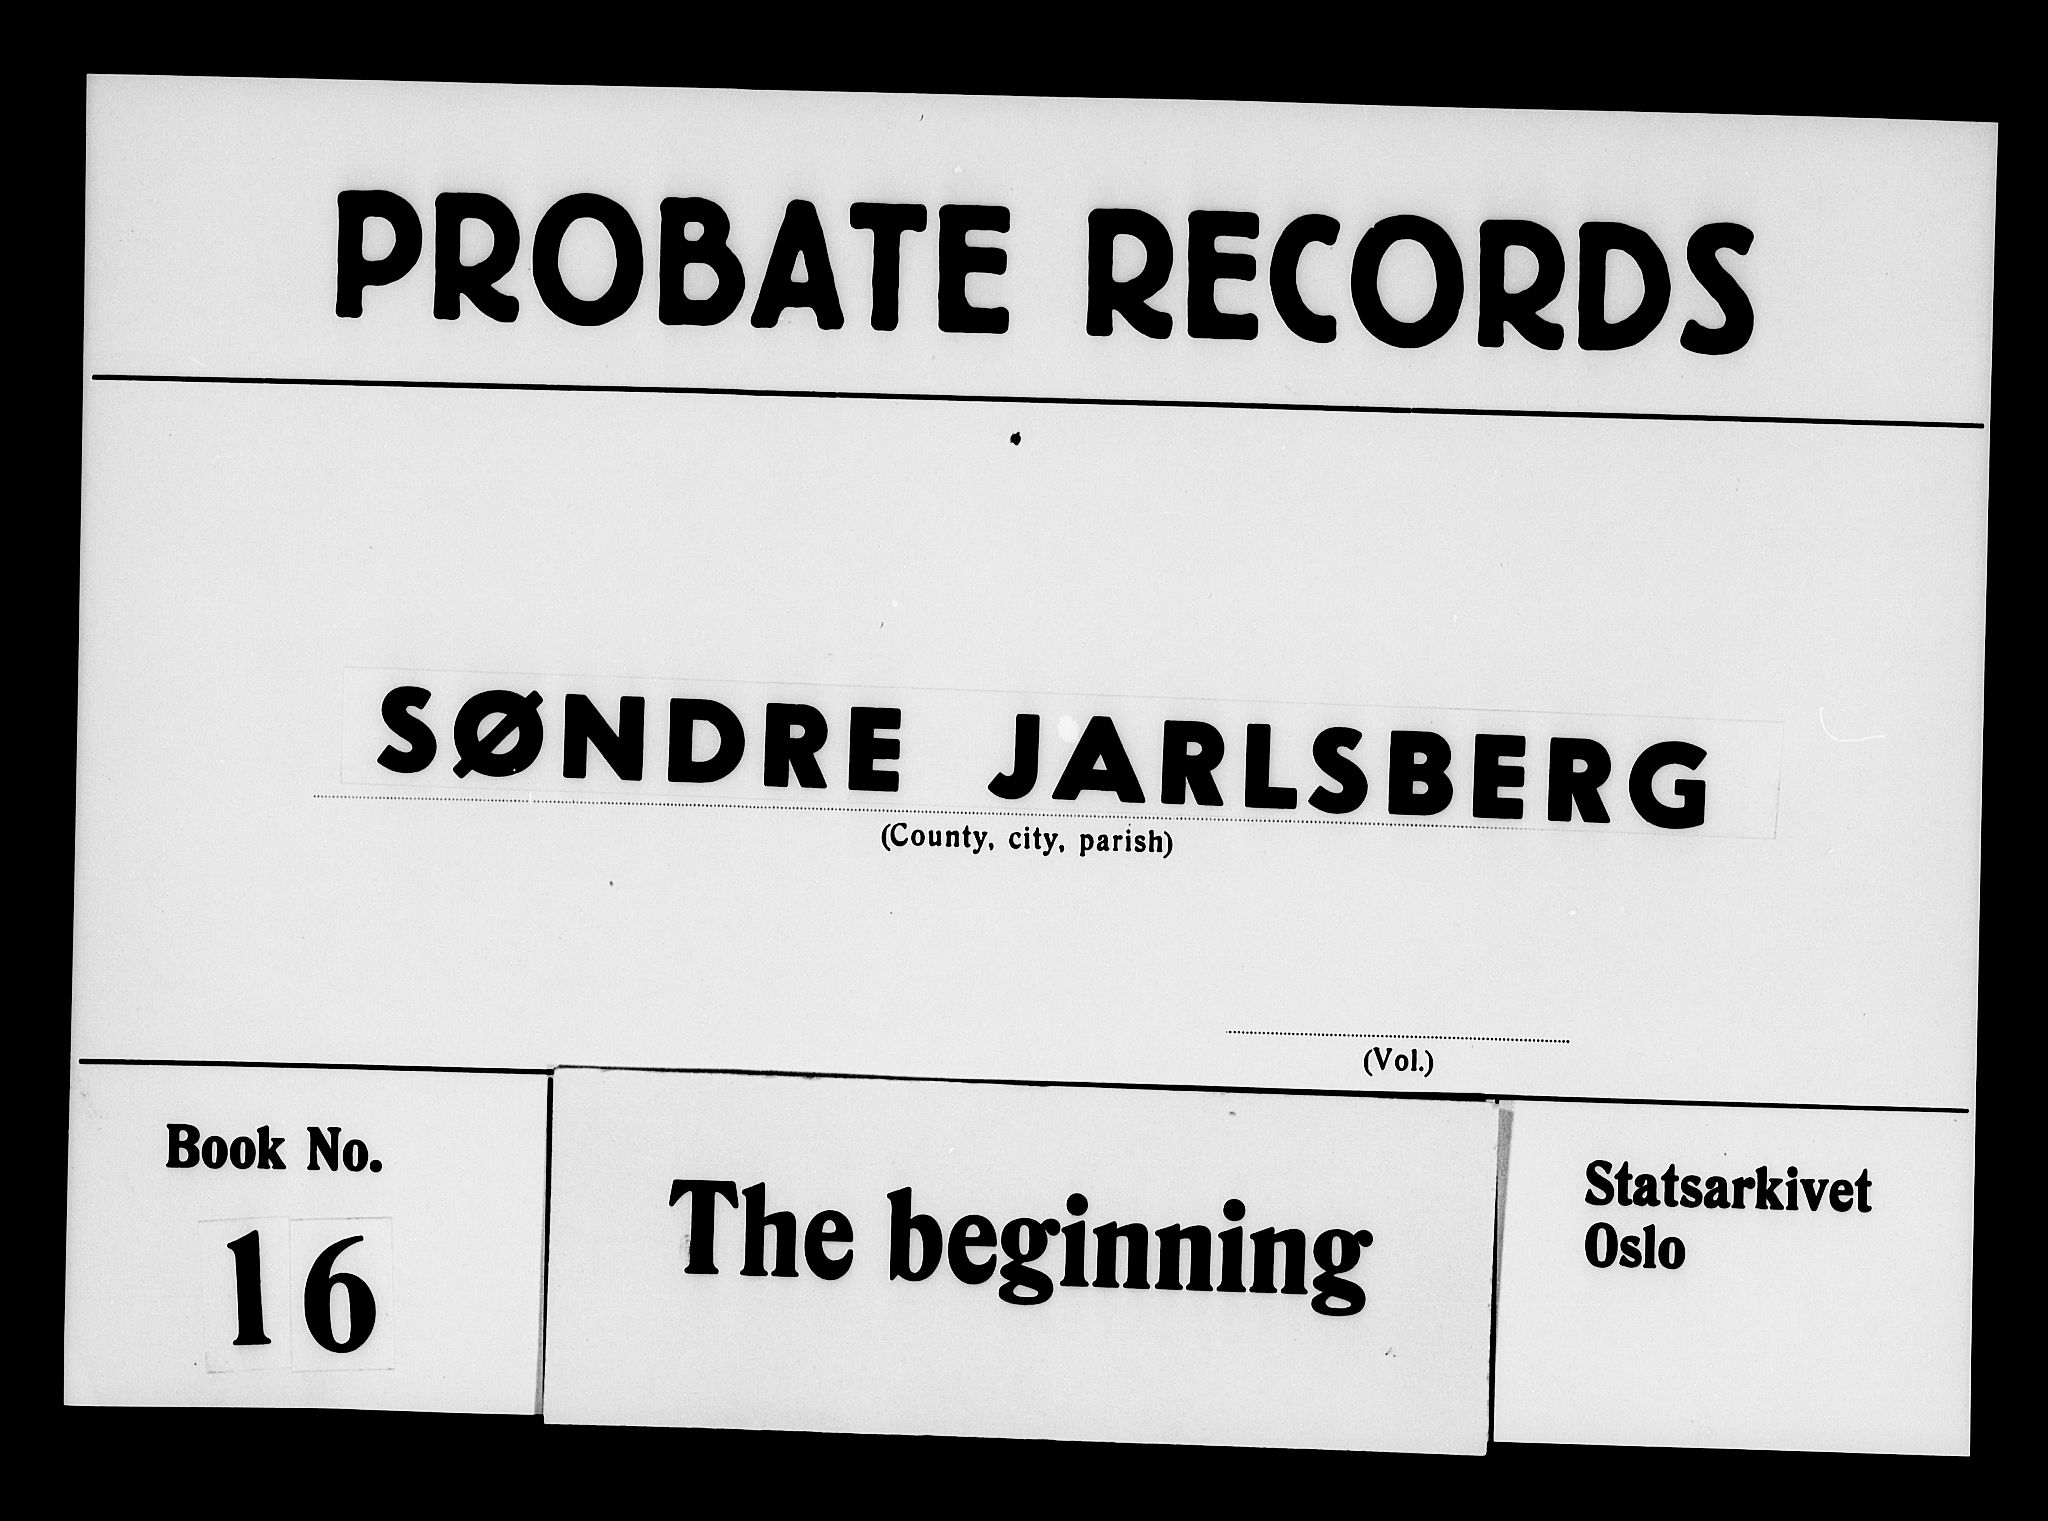 PROBATE RECORDS
SØNDRE JARLSBERG
(County, city, parish)
(Vol.)
Book No.
16
The beginning
Statsarkivet
Oslo